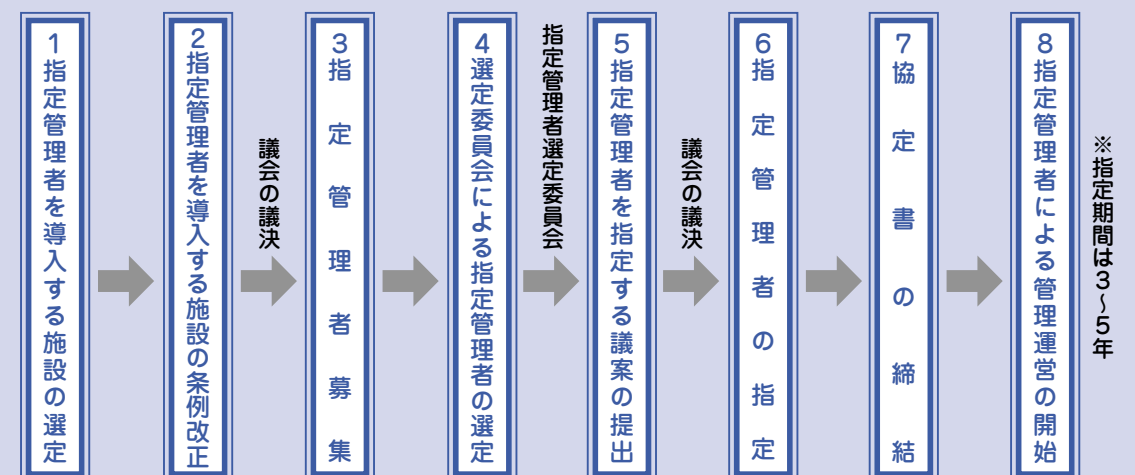 1指定管理者を導入する施設の選定
2指定管理者を導入する施設の条例改正
議会の議決
3指定管理者募集
4選定委員会による指定管理者の選定
指定管理者選定委員会
5指定管理者を指定する議案の提出
議会の議決
6指定管理者の指定
7協定書の締結
8指定管理者による管理運営の開始
※指定期間は3~5年